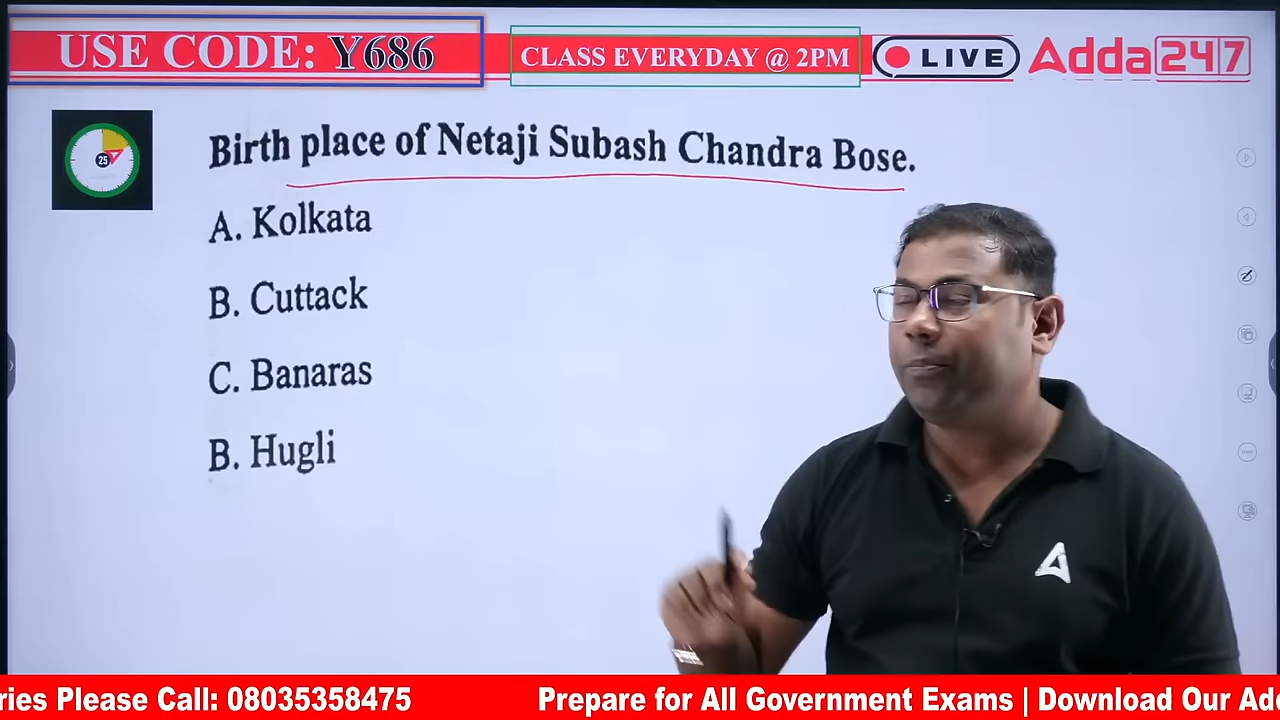 USE CODE: Y686
CLASS EVERYDAY @ 2PM
LIVE
Adda247
25
Birth place of Netaji Subash Chandra Bose.
A. Kolkata
B. Cuttack
C. Banaras
B. Hugli
ries Please Call: 08035358475
Prepare for All Government Exams | Download Our Add